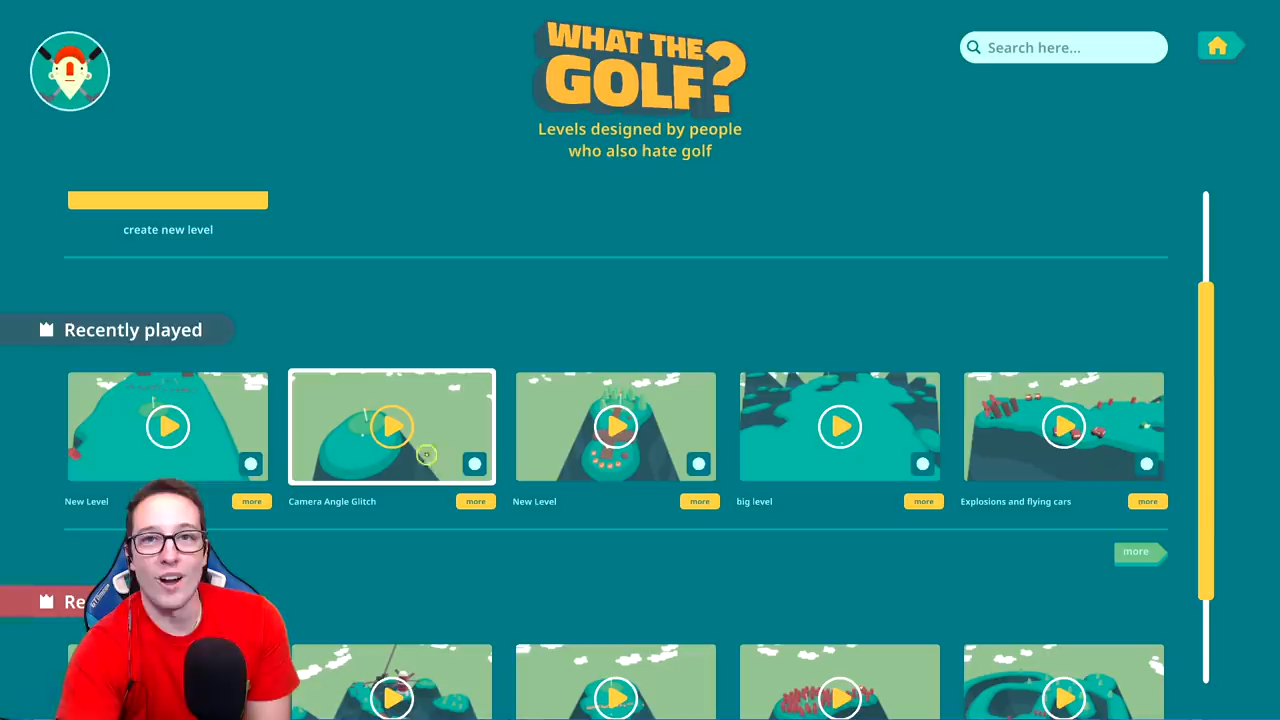 WHAT THE
GOLF?
Search here...
Levels designed by people
who also hate golf
create new level
Recently played
New Level
more
Camera Angle Glitch
more
New Level
more
big level
more
Explosions and flying cars
more
more
Re